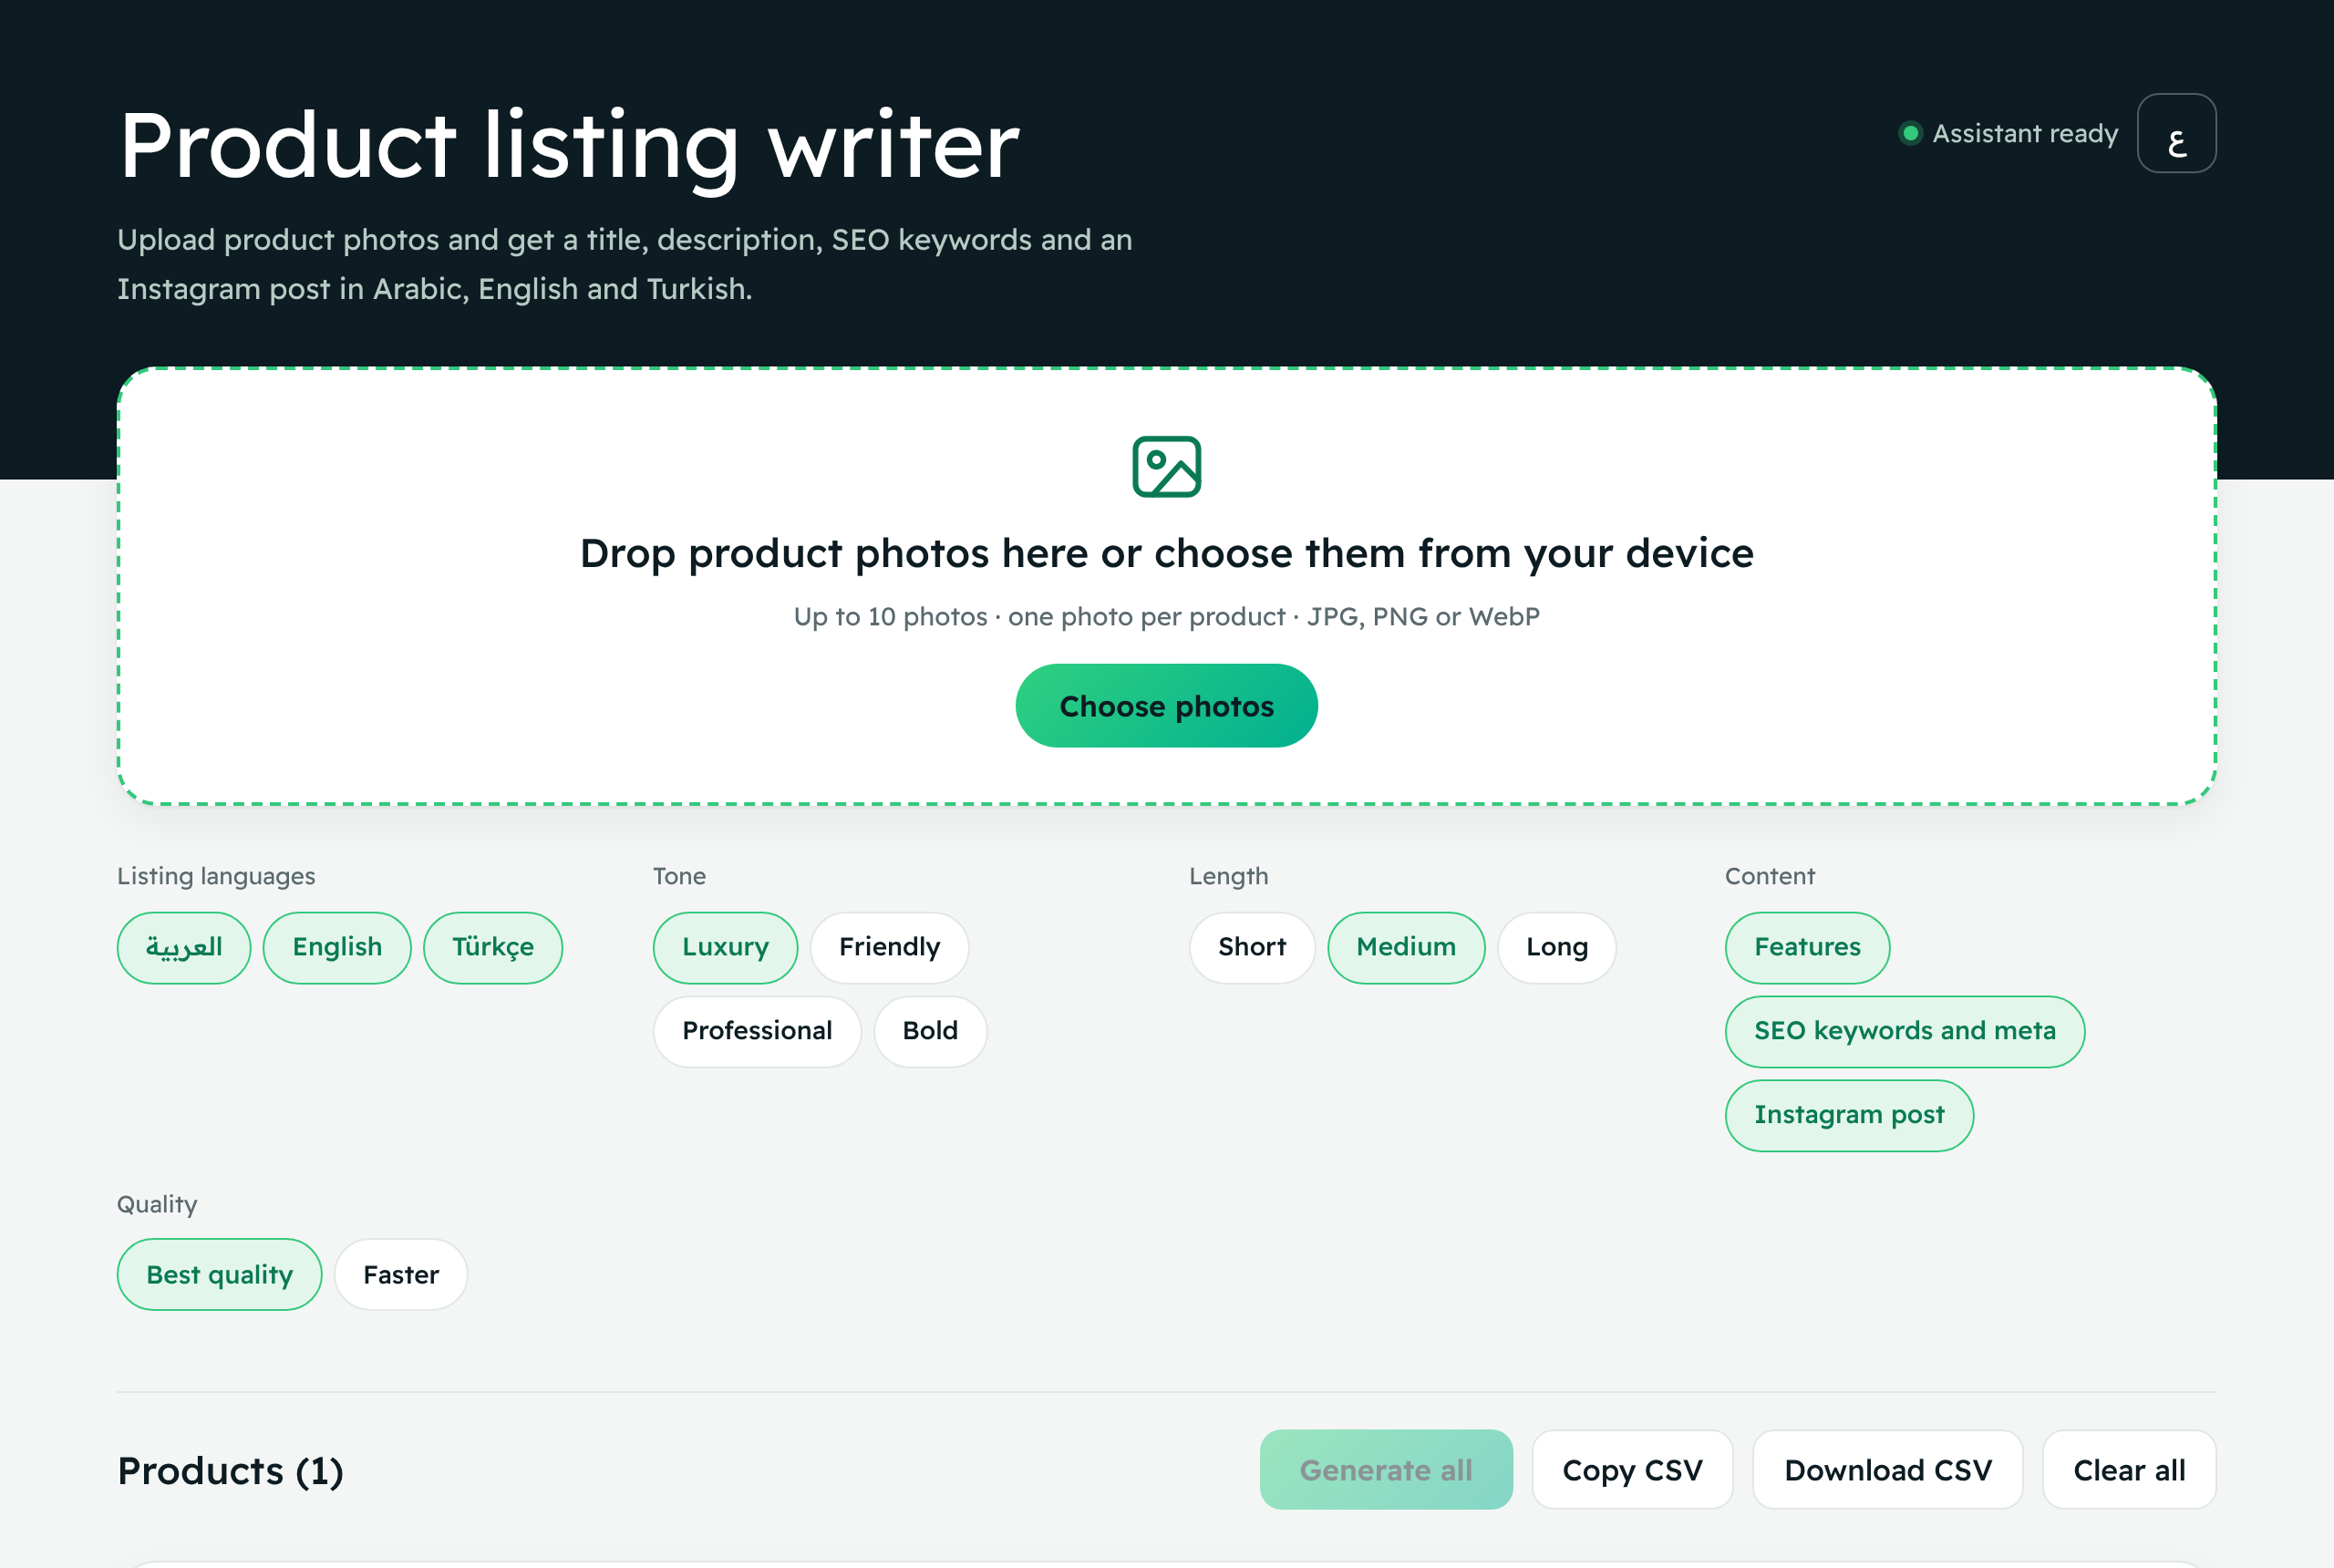 Product listing writer
Assistant ready
ع
Upload product photos and get a title, description, SEO keywords and an
Instagram post in Arabic, English and Turkish.
Drop product photos here or choose them from your device
Up to 10 photos · one photo per product · JPG, PNG or WebP
Choose photos
Listing languages
العربية English Türkçe
Tone
Luxury Friendly
Professional Bold
Length
Short Medium Long
Content
Features
SEO keywords and meta
Instagram post
Quality
Best quality Faster
Products (1)
Generate all Copy CSV Download CSV Clear all